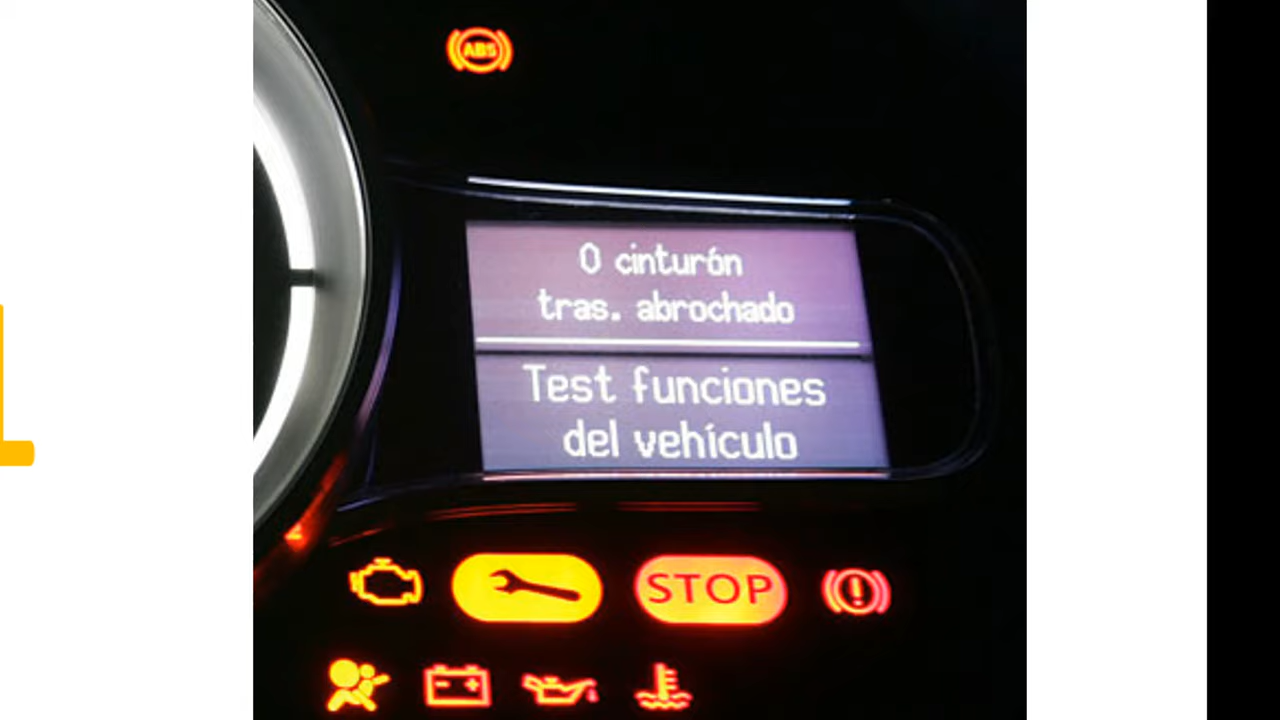 ABS
0 cinturón
tras. abrochado
Test funciones
del vehículo
STOP